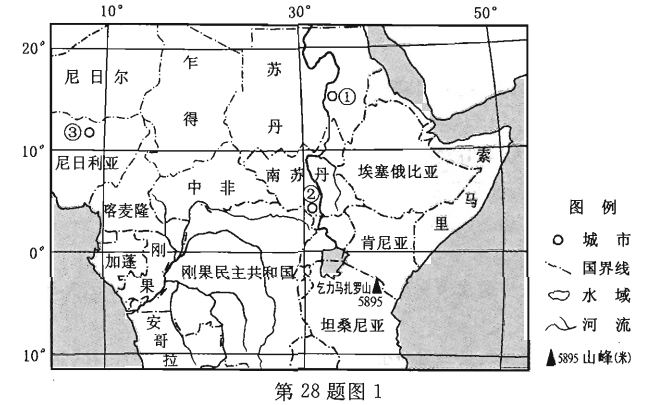 10° 30° 50°
20°
尼日尔
乍得
苏丹
①
③
10°
尼日利亚
中非
南苏丹
②
埃塞俄比亚
索马里
喀麦隆
0°
加蓬
刚果
刚果民主共和国
肯尼亚
乞力马扎罗山
5895
安哥拉
坦桑尼亚
10°
图例
城市
国界线
水域
河流
5895 山峰(米)
第28题图1